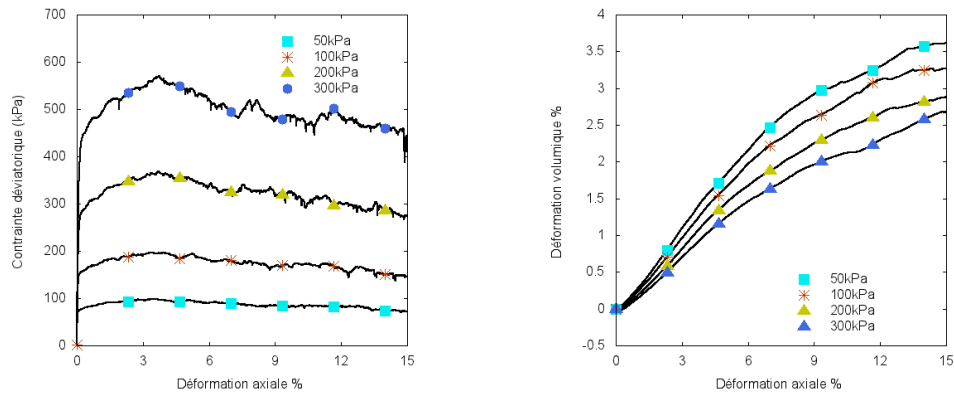 700
600
500
400
300
200
100
0
0
3
6
9
12
15
Contrainte déviatorique (kPa)
Déformation axiale %
50kPa
100kPa
200kPa
300kPa
4
3.5
3
2.5
2
1.5
1
0.5
0
-0.5
0
3
6
9
12
15
Déformation volumique %
Déformation axiale %
50kPa
100kPa
200kPa
300kPa